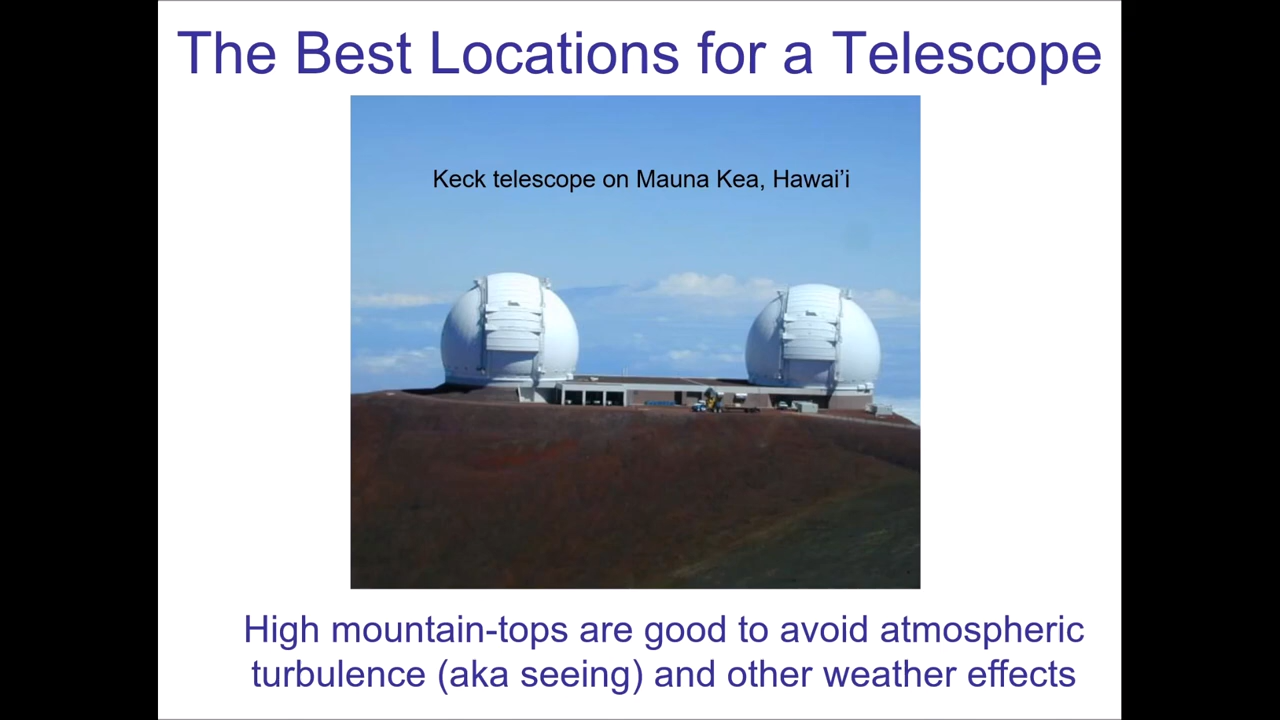 The Best Locations for a Telescope
Keck telescope on Mauna Kea, Hawai’i
High mountain-tops are good to avoid atmospheric
turbulence (aka seeing) and other weather effects